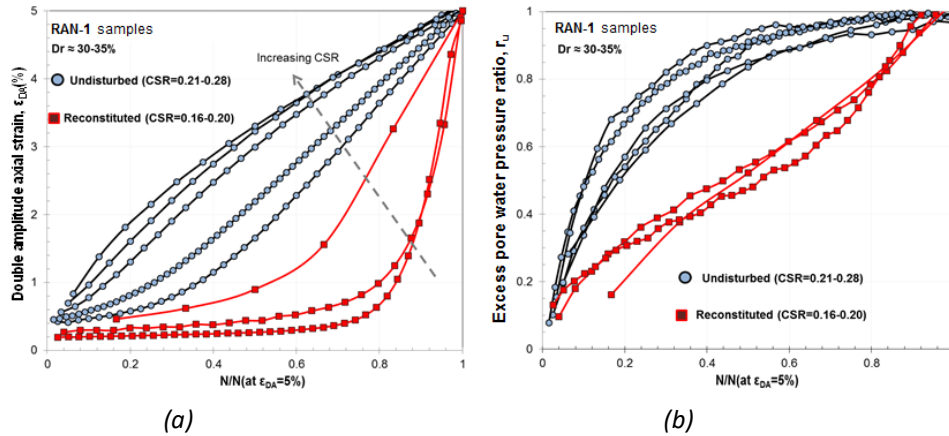 RAN-1 samples
Dr ≈ 30-35%
Increasing CSR
Undisturbed (CSR=0.21-0.28)
Reconstituted (CSR=0.16-0.20)
Double amplitude axial strain, εDA(%)
5
4
3
2
1
0
0
0.2
0.4
0.6
0.8
1
N/N(at εDA=5%)
(a)
RAN-1 samples
Dr ≈ 30-35%
Undisturbed (CSR=0.21-0.28)
Reconstituted (CSR=0.16-0.20)
Excess pore water pressure ratio, ru
1
0.8
0.6
0.4
0.2
0
0
0.2
0.4
0.6
0.8
N/N(at εDA=5%)
(b)